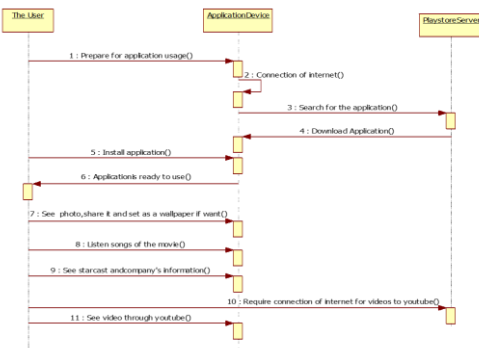 The User
ApplicationDevice
PlaystoreServer
1 : Prepare for application usage()
2 : Connection of internet()
3 : Search for the application()
4 : Download Application()
5 : Install application()
6 : Applicationis ready to use()
7 : See photo,share it and set as a wallpaper if want()
8 : Listen songs of the movie()
9 : See starcast andcompany's information()
10 : Require connection of internet for videos to youtube()
11 : See video through youtube()